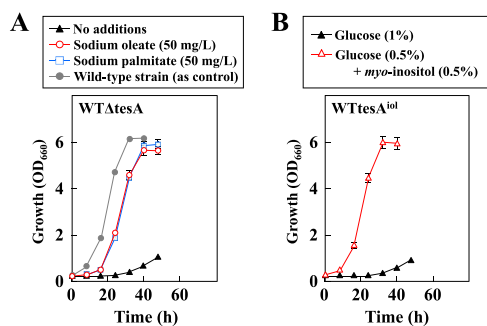 A
No additions
Sodium oleate (50 mg/L)
Sodium palmitate (50 mg/L)
Wild-type strain (as control)
WTΔtesA
6
4
2
0
Growth (OD660)
0 20 40 60
Time (h)
B
Glucose (1%)
Glucose (0.5%)
+ myo-inositol (0.5%)
WTtesAiol
6
4
2
0
Growth (OD660)
0 20 40 60
Time (h)